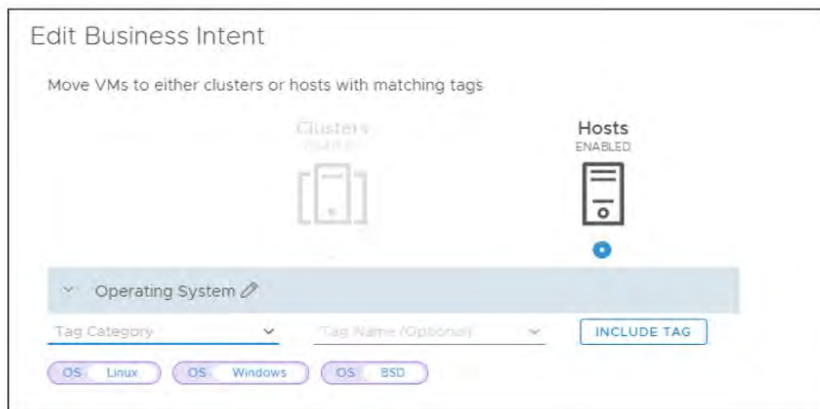 Edit Business Intent
Move VMs to either clusters or hosts with matching tags
Clusters Hosts
ENABLED
Operating System
Tag Category Tag Name (Optional) INCLUDE TAG
OS Linux OS Windows OS BSD